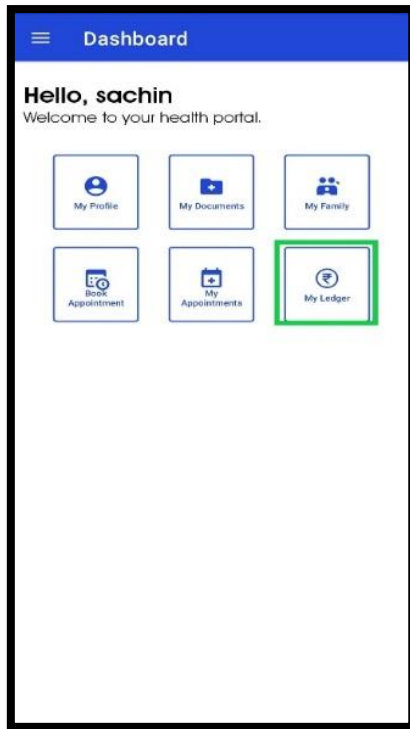 Dashboard
Hello, sachin
Welcome to your health portal.
My Profile
My Documents
My Family
Book
Appointment
My
Appointments
My Ledger